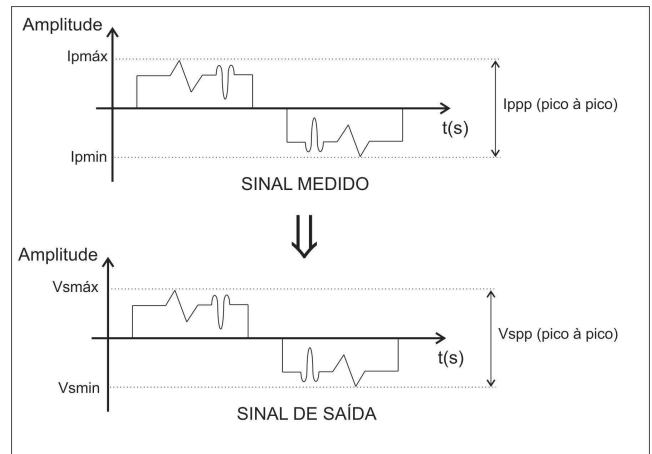 Amplitude
Ipmáx
Ippp (pico à pico)
t(s)
Ipmin
SINAL MEDIDO
Amplitude
Vsmáx
Vspp (pico à pico)
t(s)
Vsmin
SINAL DE SAÍDA